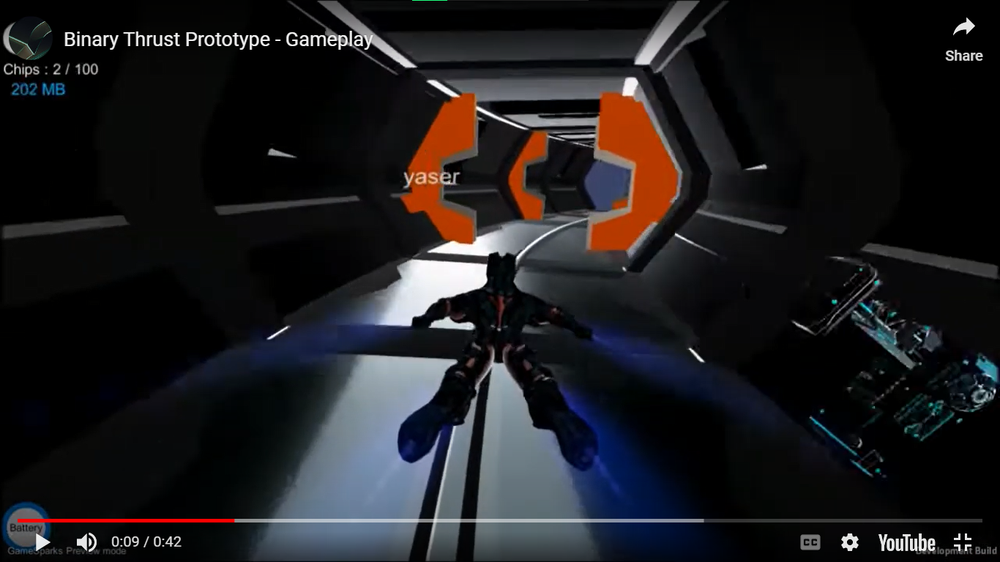 Binary Thrust Prototype - Gameplay
Share
Chips : 2 / 100
202 MB
yaser
Battery
0:09 / 0:42
CC
YouTube
GameSparks Preview mode
Development Build